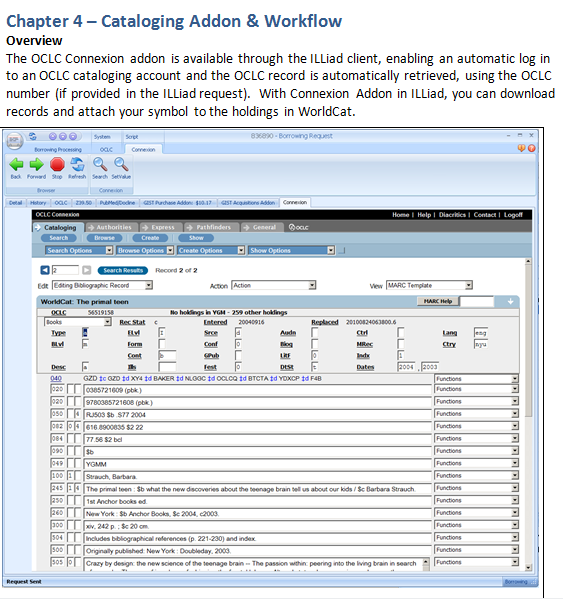 Chapter 4 – Cataloging Addon & Workflow
Overview
The OCLC Connexion addon is available through the ILLiad client, enabling an automatic log in
to an OCLC cataloging account and the OCLC record is automatically retrieved, using the OCLC
number (if provided in the ILLiad request). With Connexion Addon in ILLiad, you can download
records and attach your symbol to the holdings in WorldCat.
System Script 836890 - Borrowing Request
Borrowing Processing OCLC Connexion
Back Forward Stop Refresh Search SetValue
Browser Connexion
Detail History OCLC Z39.50 PubMed/Docline GIST Purchase Addon: $10.17 GIST Acquisitions Addon Connexion
OCLC Connexion Home | Help | Diacritics | Contact | Logoff
Cataloging Authorities Express Pathfinders General OCLC
Search Browse Create Show
Search Options Browse Options Create Options Show Options
2 Search Results Record 2 of 2
Edit Editing Bibliographic Record Action Action View MARC Template
WorldCat: The primal teen MARC Help
OCLC 56519158 No holdings in YGM - 259 other holdings
Books Rec Stat c Entered 20040916 Replaced 20100824063800.6
Type a ELvl I Srce d Audn Ctrl Lang eng
BLvl m Form Conf 0 Biog MRec Ctry nyu
Cont b GPub LitF 0 Indx 1
Desc a Ills Fest 0 DtSt t Dates 2004 , 2003
040 GZD ‡c GZD ‡d XY4 ‡d BAKER ‡d NLGGC ‡d OCLCQ ‡d BTCTA ‡d YDXCP ‡d F4B Functions
020 0385721609 (pbk.) Functions
020 9780385721608 (pbk.) Functions
050 4 RJ503 $b .S77 2004 Functions
082 0 4 616.8900835 $2 22 Functions
084 77.56 $2 bcl Functions
090 $b Functions
049 YGMM Functions
100 1 Strauch, Barbara. Functions
245 1 4 The primal teen : $b what the new discoveries about the teenage brain tell us about our kids / $c Barbara Strauch. Functions
250 1st Anchor books ed. Functions
260 New York : $b Anchor Books, $c 2004, c2003. Functions
300 xiv, 242 p. ; $c 20 cm. Functions
504 Includes bibliographical references (p. 221-230) and index. Functions
500 Originally published: New York : Doubleday, 2003. Functions
505 0 Crazy by design: the new science of the teenage brain -- The passion within: peering into the living brain in search Functions
Request Sent Borrowing